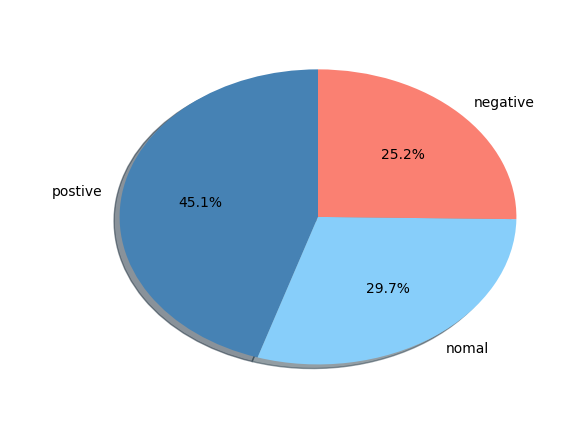 negative
25.2%
postive
45.1%
29.7%
nomal